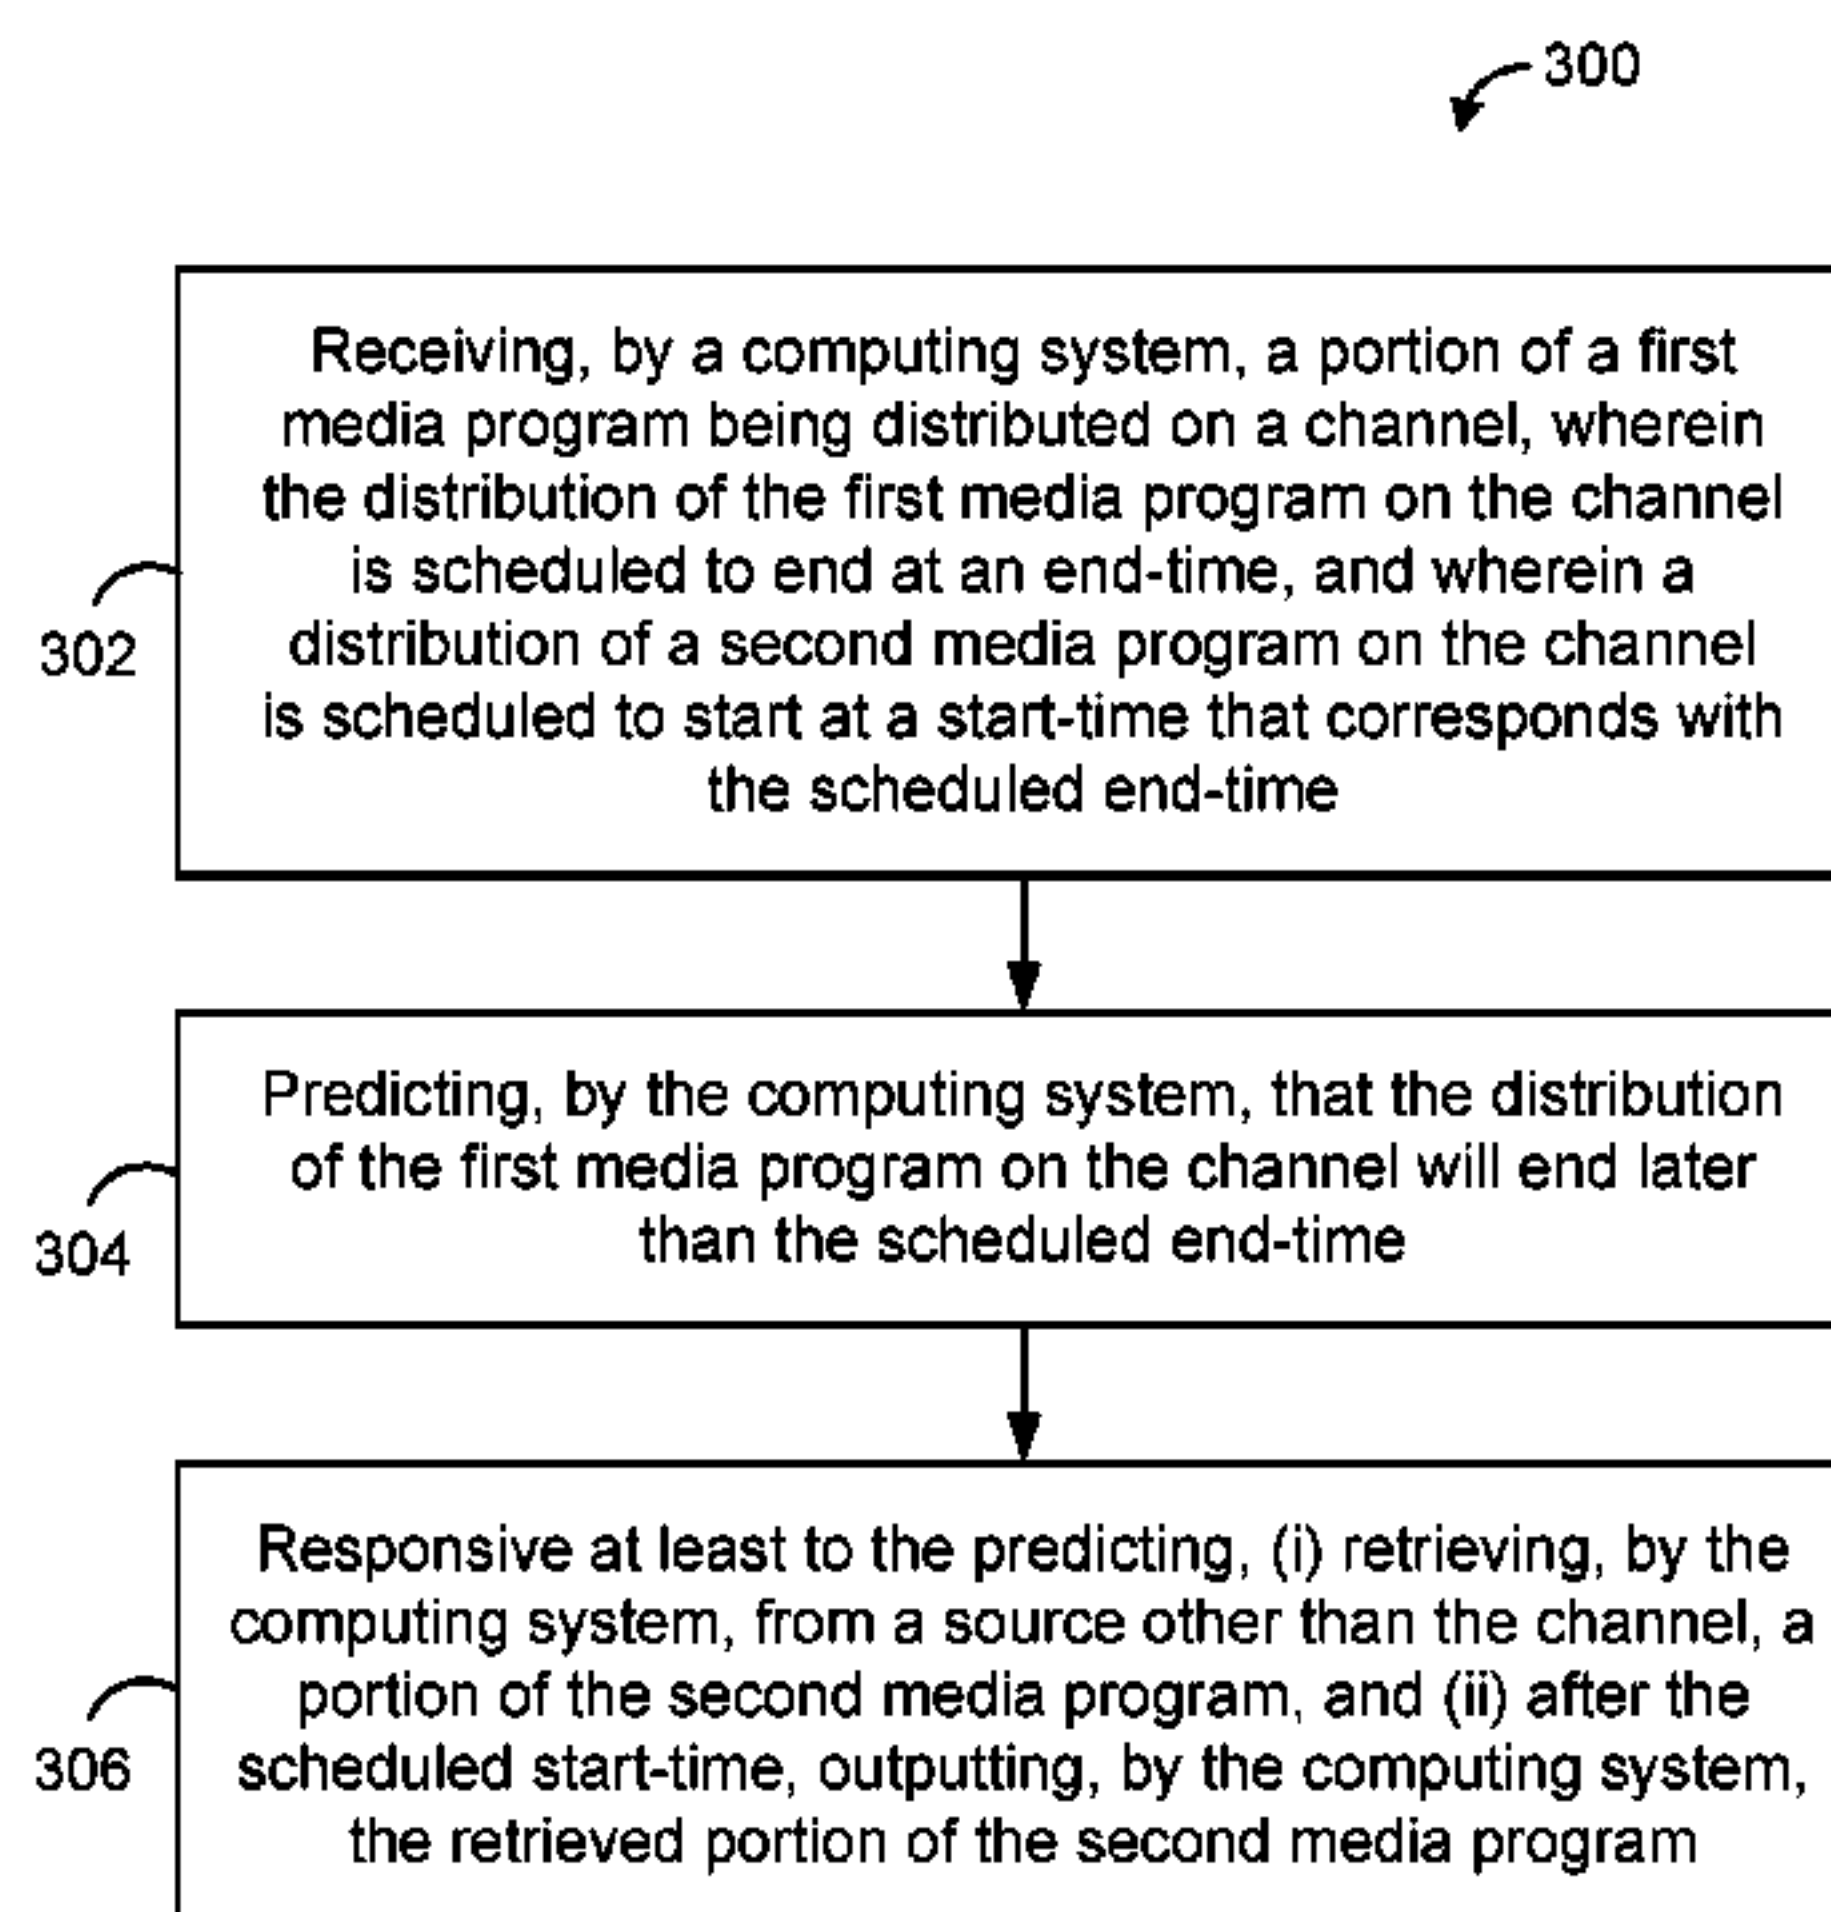 300
Receiving, by a computing system, a portion of a first
media program being distributed on a channel, wherein
the distribution of the first media program on the channel
is scheduled to end at an end-time, and wherein a
distribution of a second media program on the channel
is scheduled to start at a start-time that corresponds with
the scheduled end-time
302
Predicting, by the computing system, that the distribution
of the first media program on the channel will end later
than the scheduled end-time
304
Responsive at least to the predicting, (i) retrieving, by the
computing system, from a source other than the channel, a
portion of the second media program, and (ii) after the
scheduled start-time, outputting, by the computing system,
the retrieved portion of the second media program
306